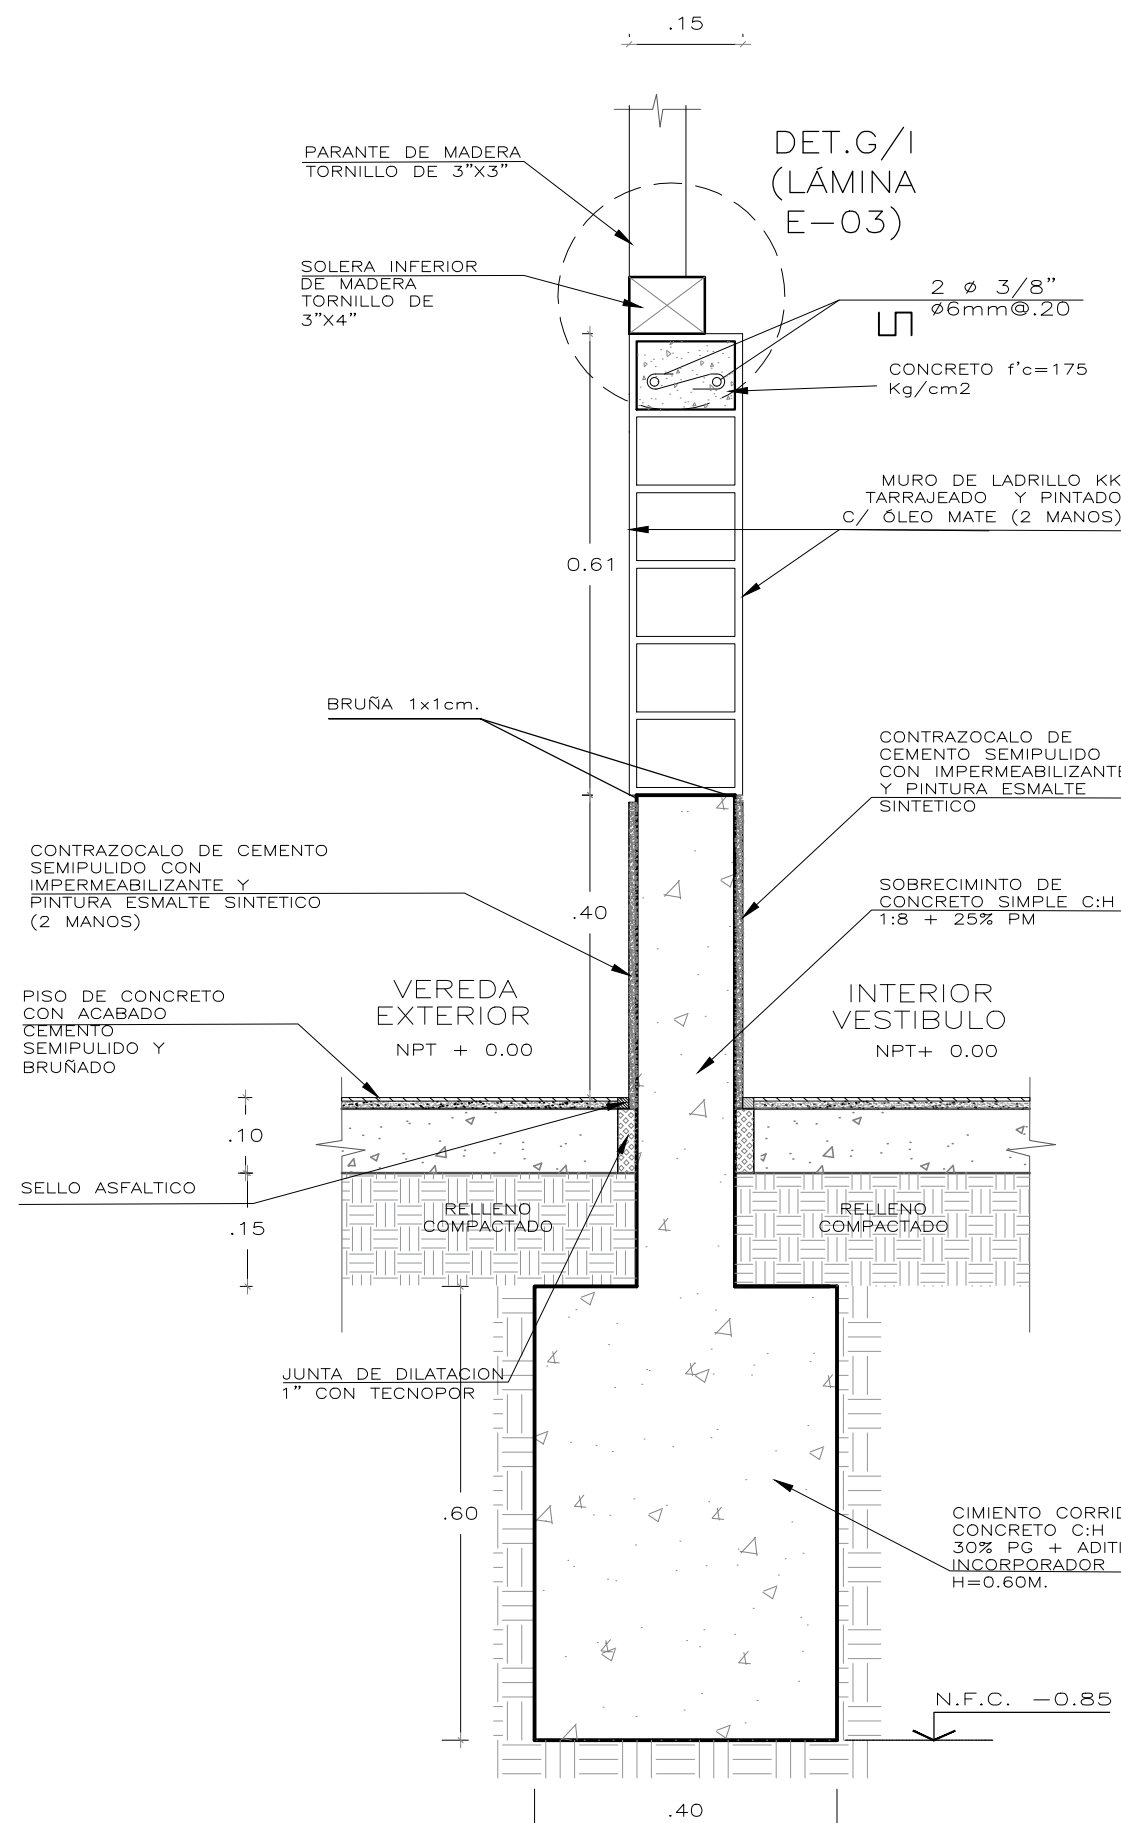 .15
DET.G/I
(LÁMINA
E-03)
PARANTE DE MADERA
TORNILLO DE 3"X3"
SOLERA INFERIOR
DE MADERA
TORNILLO DE
3"X4"
2 ø 3/8"
ø6mm@.20
CONCRETO f'c=175
Kg/cm2
MURO DE LADRILLO KK
TARRAJEADO Y PINTADO
C/ ÓLEO MATE (2 MANOS)
0.61
BRUÑA 1x1cm.
CONTRAZOCALO DE
CEMENTO SEMIPULIDO
CON IMPERMEABILIZANTE
Y PINTURA ESMALTE
SINTETICO
CONTRAZOCALO DE CEMENTO
SEMIPULIDO CON
IMPERMEABILIZANTE Y
PINTURA ESMALTE SINTETICO
(2 MANOS)
.40
SOBRECIMINTO DE
CONCRETO SIMPLE C:H
1:8 + 25% PM
PISO DE CONCRETO
CON ACABADO
CEMENTO
SEMIPULIDO Y
BRUÑADO
VEREDA
EXTERIOR
NPT + 0.00
INTERIOR
VESTIBULO
NPT+ 0.00
.10
SELLO ASFALTICO
.15
RELLENO
COMPACTADO
RELLENO
COMPACTADO
JUNTA DE DILATACION
1" CON TECNOPOR
.60
CIMIENTO CORRID
CONCRETO C:H
30% PG + ADITI
INCORPORADOR
H=0.60M.
N.F.C. -0.85
.40